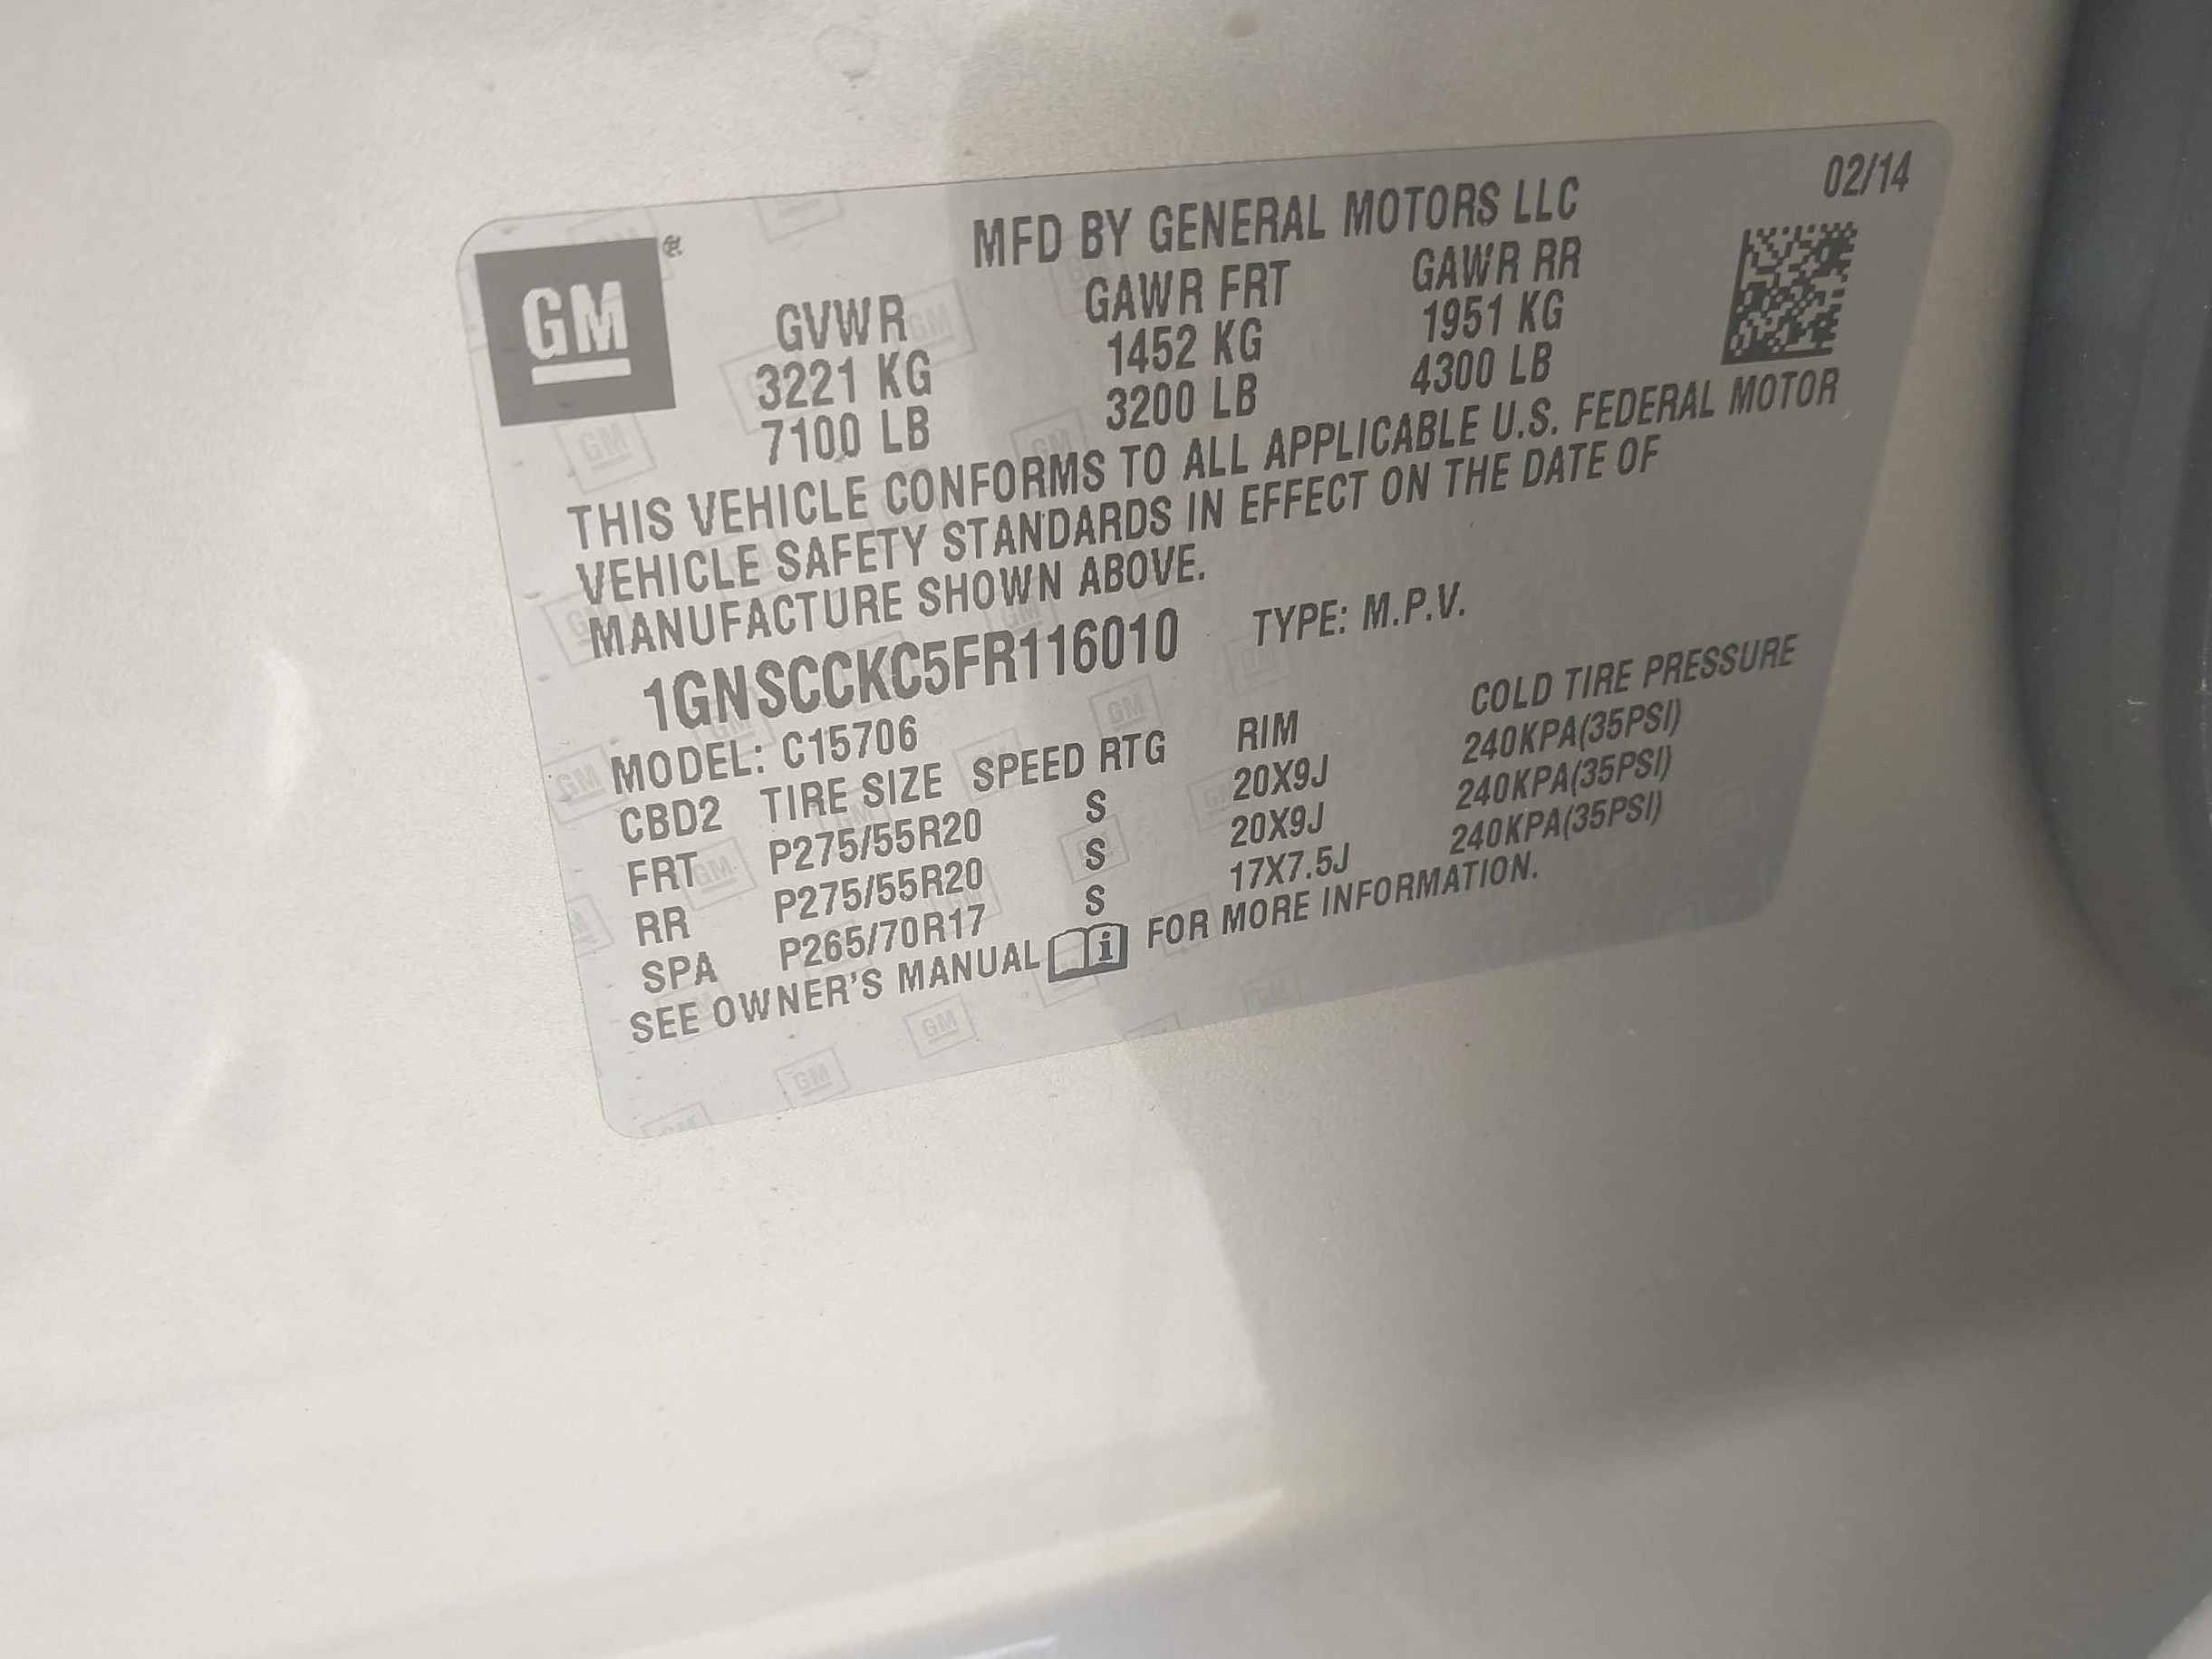 02/14
GM ®
MFD BY GENERAL MOTORS LLC
GVWR GAWR FRT GAWR RR
3221 KG 1452 KG 1951 KG
7100 LB 3200 LB 4300 LB
THIS VEHICLE CONFORMS TO ALL APPLICABLE U.S. FEDERAL MOTOR
VEHICLE SAFETY STANDARDS IN EFFECT ON THE DATE OF
MANUFACTURE SHOWN ABOVE.
1GNSCCKC5FR116010 TYPE: M.P.V.
MODEL: C15706
CBD2 TIRE SIZE SPEED RTG RIM COLD TIRE PRESSURE
FRT P275/55R20 S 20X9J 240KPA(35PSI)
RR P275/55R20 S 20X9J 240KPA(35PSI)
SPA P265/70R17 S 17X7.5J 240KPA(35PSI)
SEE OWNER'S MANUAL i FOR MORE INFORMATION.